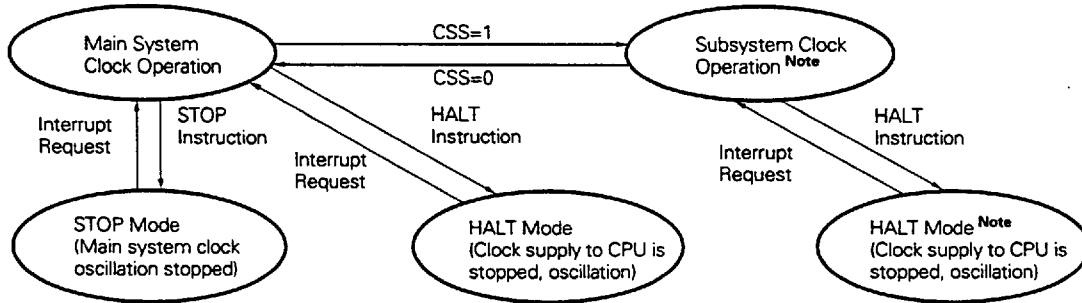 Main System
Clock Operation
CSS=1
CSS=0
Subsystem Clock
Operation Note
Interrupt
Request
STOP
Instruction
HALT
Instruction
Interrupt
Request
Interrupt
Request
HALT
Instruction
STOP Mode
(Main system clock
oscillation stopped)
HALT Mode
(Clock supply to CPU is
stopped, oscillation)
HALT Mode Note
(Clock supply to CPU is
stopped, oscillation)